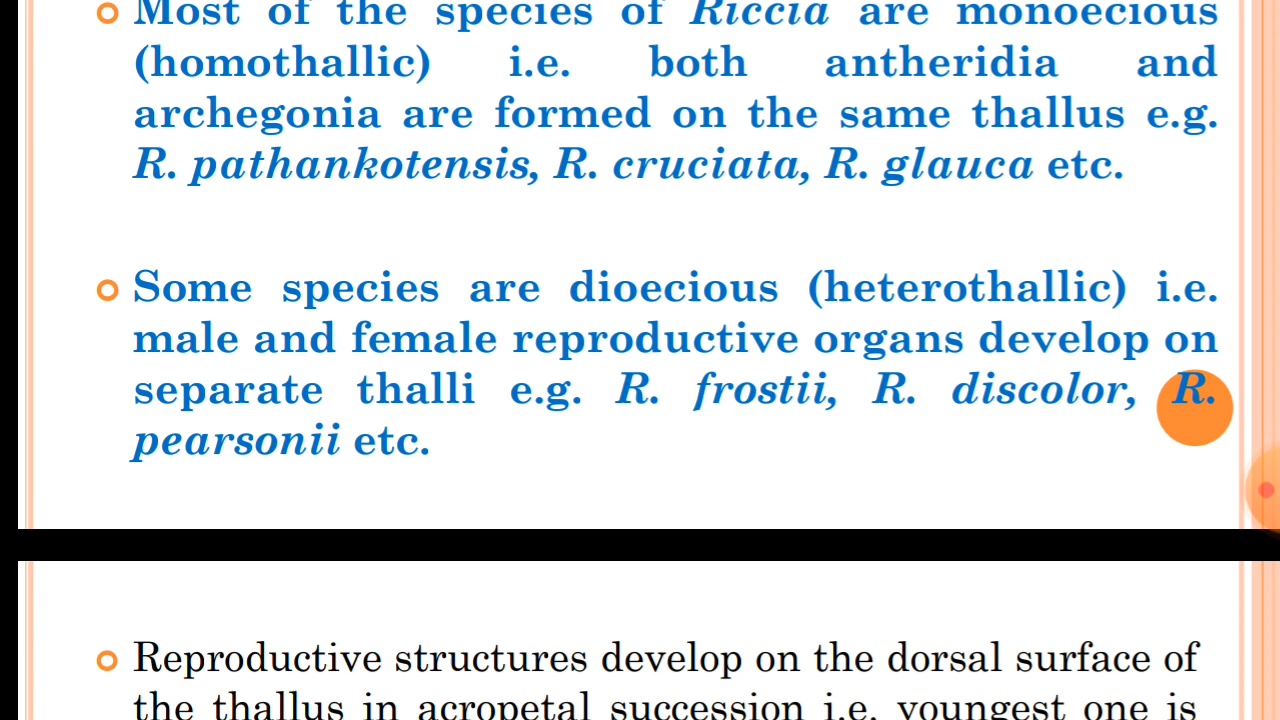 Most of the species of Riccia are monoecious
(homothallic) i.e. both antheridia and
archegonia are formed on the same thallus e.g.
R. pathankotensis, R. cruciata, R. glauca etc.
Some species are dioecious (heterothallic) i.e.
male and female reproductive organs develop on
separate thalli e.g. R. frostii, R. discolor, R.
pearsonii etc.
Reproductive structures develop on the dorsal surface of
the thallus in acropetal succession i.e. youngest one is